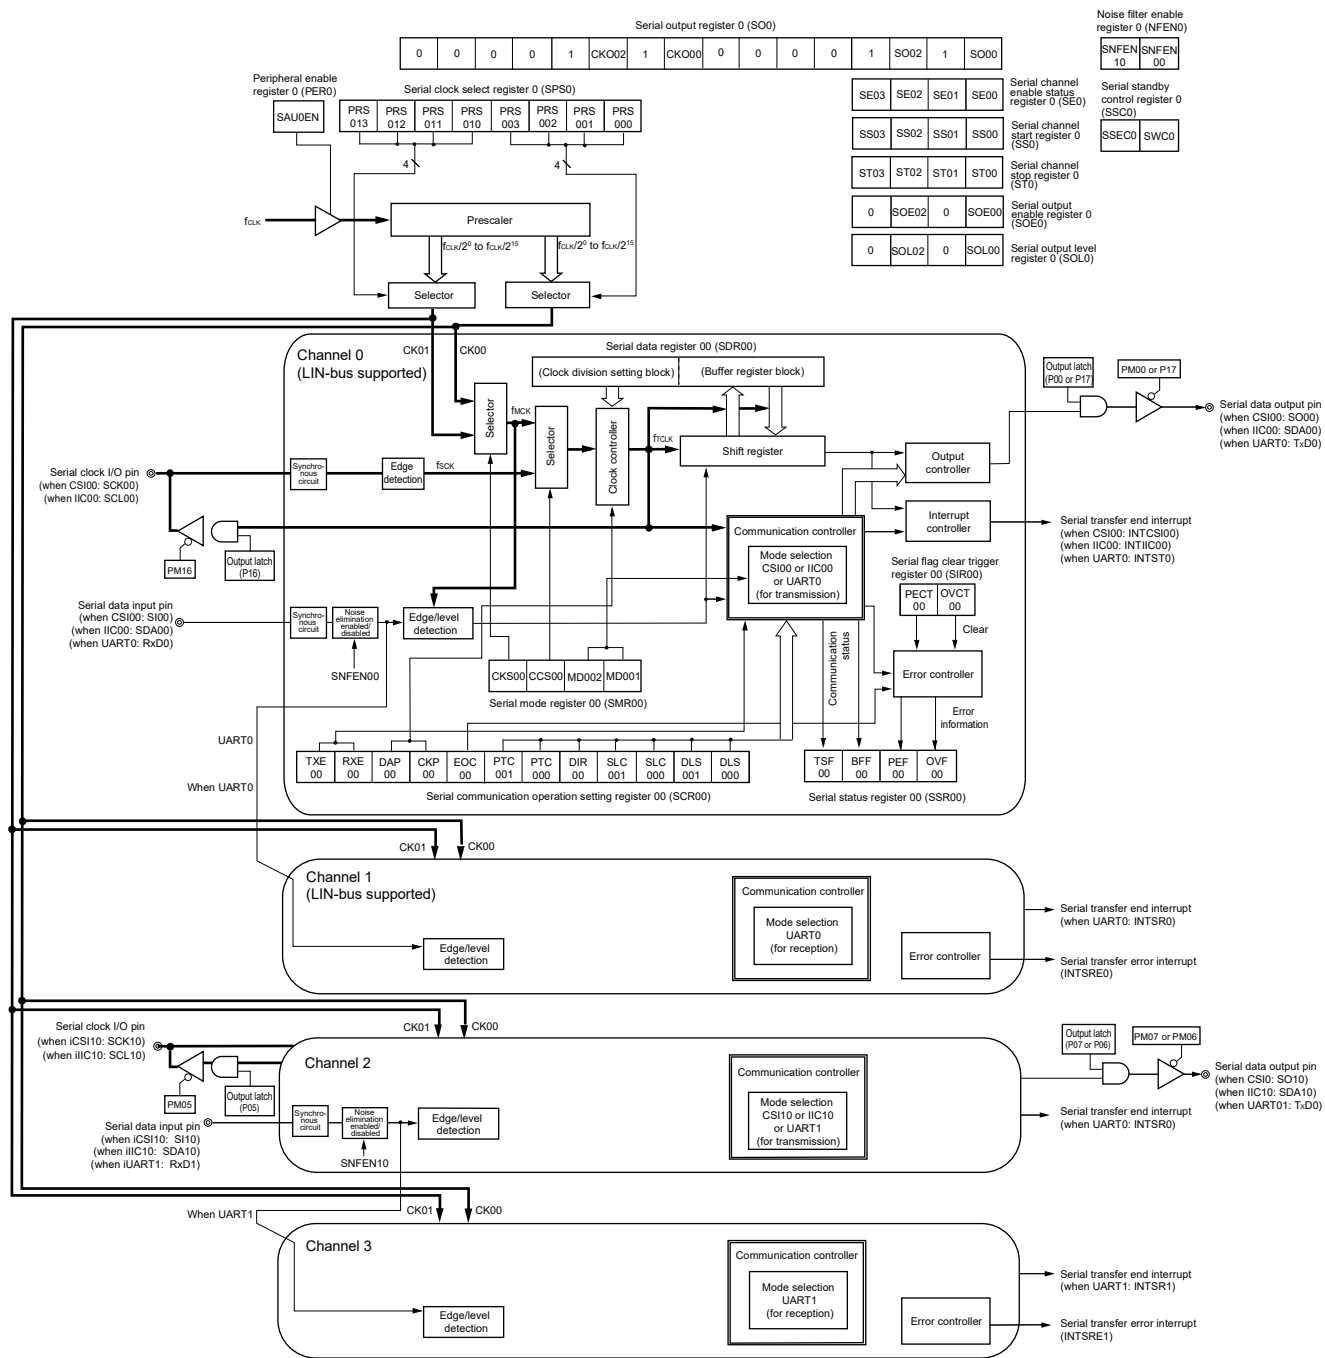 Serial output register 0 (SO0)
0 0 0 0 1 CKO02 1 CKO00 0 0 0 0 1 SO02 1 SO00
Noise filter enable
register 0 (NFEN0)
SNFEN SNFEN
10 00
Peripheral enable
register 0 (PER0)
SAU0EN
Serial clock select register 0 (SPS0)
PRS PRS PRS PRS PRS PRS PRS PRS
013 012 011 010 003 002 001 000
4
4
SE03 SE02 SE01 SE00
Serial channel
enable status
register 0 (SE0)
Serial standby
control register 0
(SSC0)
SSEC0 SWC0
SS03 SS02 SS01 SS00
Serial channel
start register 0
(SS0)
ST03 ST02 ST01 ST00
Serial channel
stop register 0
(ST0)
0 SOE02 0 SOE00
Serial output
enable register 0
(SOE0)
0 SOL02 0 SOL00
Serial output level
register 0 (SOL0)
fCLK
Prescaler
fCLK/2⁰ to fCLK/2¹⁵
fCLK/2⁰ to fCLK/2¹⁵
Selector
Selector
Channel 0
(LIN-bus supported)
CK01
CK00
Serial data register 00 (SDR00)
(Clock division setting block)
(Buffer register block)
Selector
fMCK
Selector
Clock controller
fTCLK
Shift register
Output
controller
Interrupt
controller
Output latch
(P00 or P17)
PM00 or P17
Serial data output pin
(when CSI00: SO00)
(when IIC00: SDA00)
(when UART0: TxD0)
Serial clock I/O pin
(when CSI00: SCK00)
(when IIC00: SCL00)
Synchro-
nous
circuit
Edge
detection
fSCK
PM16
Output latch
(P16)
Communication controller
Mode selection
CSI00 or IIC00
or UART0
(for transmission)
Serial transfer end interrupt
(when CSI00: INTCSI00)
(when IIC00: INTIIC00)
(when UART0: INTST0)
Serial flag clear trigger
register 00 (SIR00)
PECT OVCT
00 00
Clear
Serial data input pin
(when CSI00: SI00)
(when IIC00: SDA00)
(when UART0: RxD0)
Synchro-
nous
circuit
Noise
elimination
enabled/
disabled
SNFEN00
Edge/level
detection
CKS00 CCS00 MD002 MD001
Serial mode register 00 (SMR00)
Communication
status
Error controller
Error
information
UART0
When UART0
TXE RXE DAP CKP EOC PTC PTC DIR SLC SLC DLS DLS
00 00 00 00 00 001 000 00 001 000 001 000
Serial communication operation setting register 00 (SCR00)
TSF BFF PEF OVF
00 00 00 00
Serial status register 00 (SSR00)
CK01
CK00
Channel 1
(LIN-bus supported)
Communication controller
Mode selection
UART0
(for reception)
Edge/level
detection
Error controller
Serial transfer end interrupt
(when UART0: INTSR0)
Serial transfer error interrupt
(INTSRE0)
CK01
CK00
Serial clock I/O pin
(when iCSI10: SCK10)
(when iIIC10: SCL10)
Channel 2
PM05
Output latch
(P05)
Communication controller
Mode selection
CSI10 or IIC10
or UART1
(for transmission)
Output latch
(P07 or P06)
PM07 or PM06
Serial data output pin
(when CSI0: SO10)
(when IIC10: SDA10)
(when UART01: TxD0)
Serial transfer end interrupt
(when UART0: INTSR0)
Serial data input pin
(when iCSI10: SI10)
(when iIIC10: SDA10)
(when iUART1: RxD1)
Synchro-
nous
circuit
Noise
elimination
enabled/
disabled
SNFEN10
Edge/level
detection
When UART1
CK01
CK00
Channel 3
Communication controller
Mode selection
UART1
(for reception)
Edge/level
detection
Error controller
Serial transfer end interrupt
(when UART1: INTSR1)
Serial transfer error interrupt
(INTSRE1)